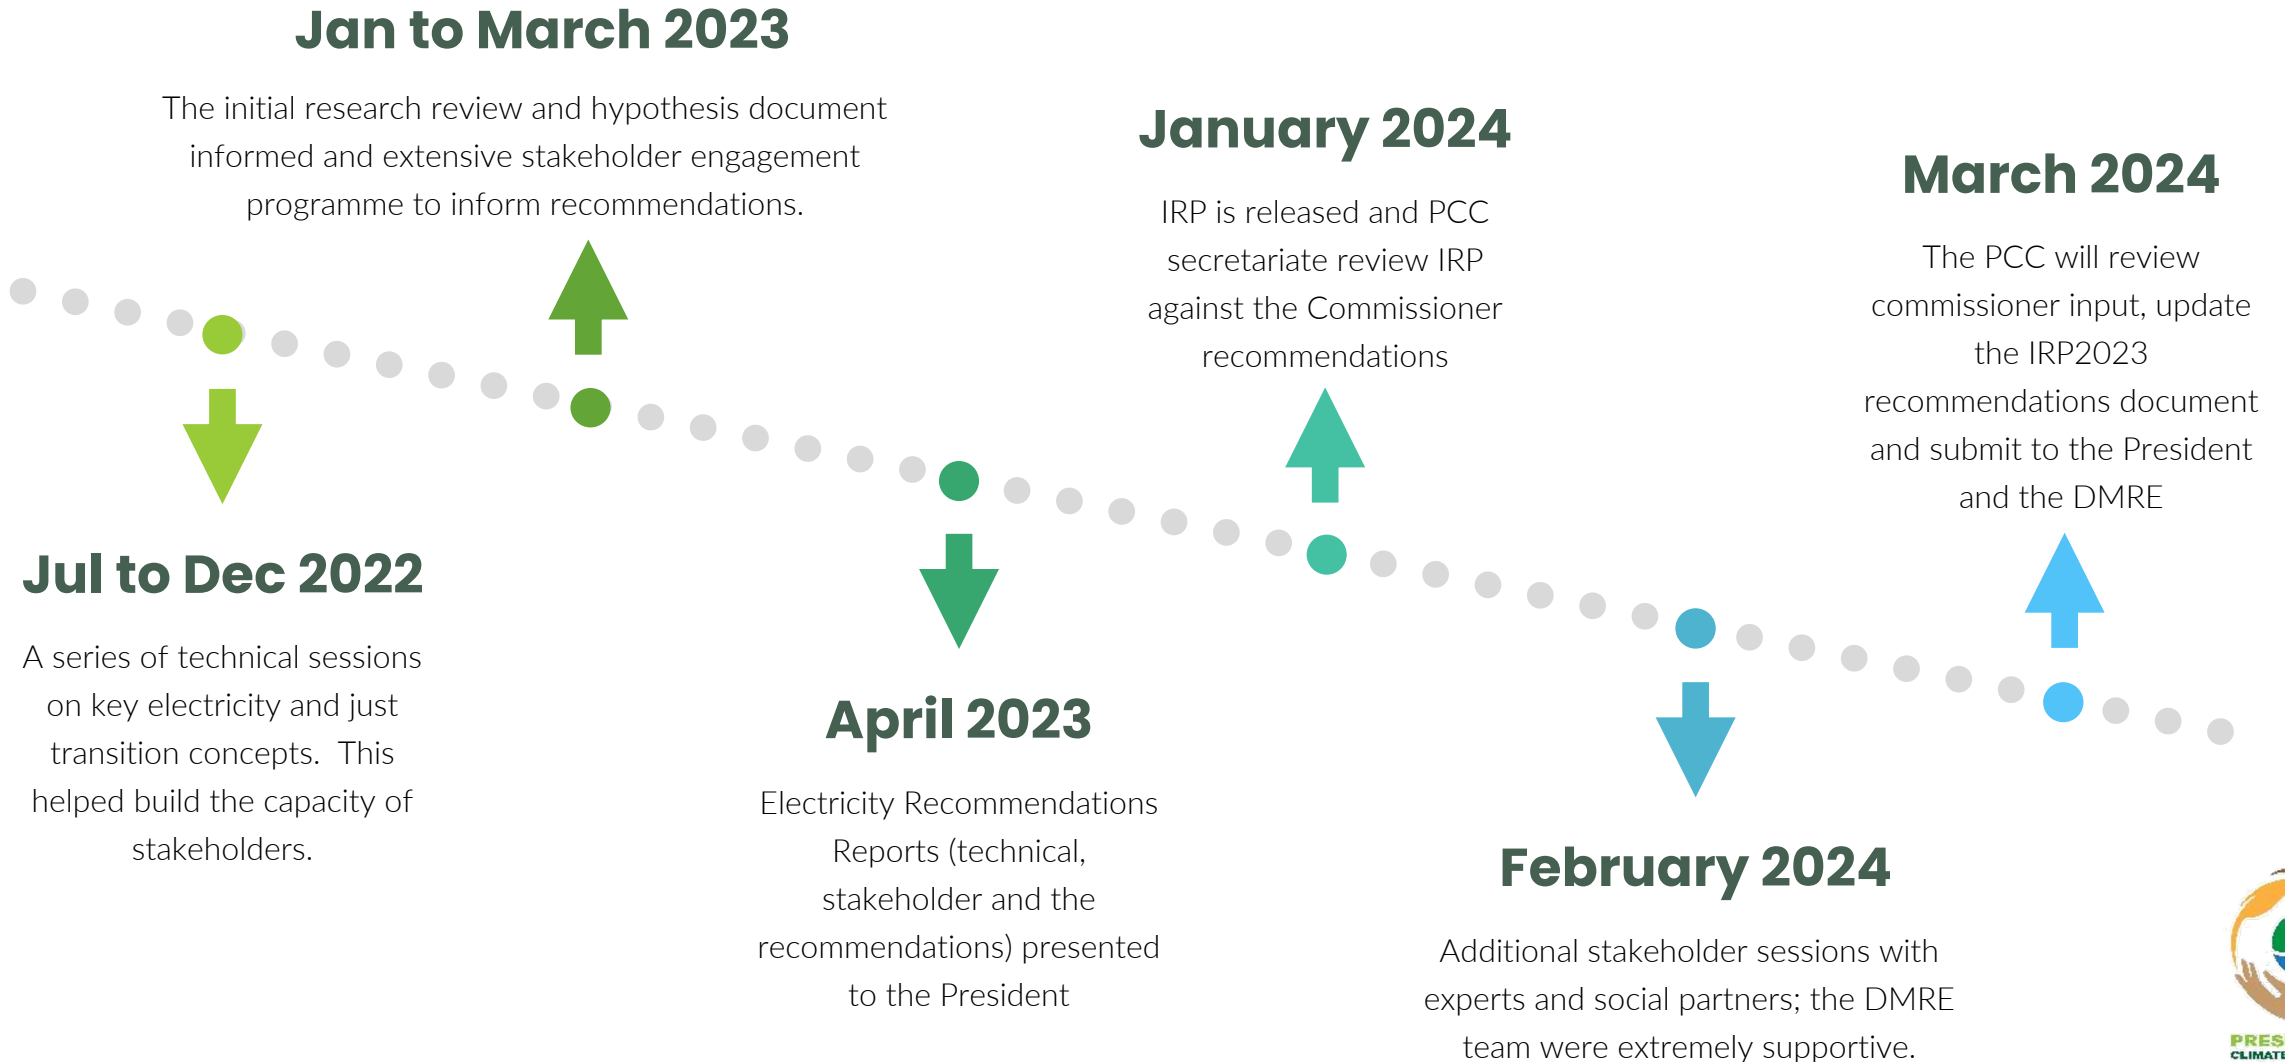 Jan to March 2023
The initial research review and hypothesis document
informed and extensive stakeholder engagement
programme to inform recommendations.
January 2024
IRP is released and PCC
secretariate review IRP
against the Commissioner
recommendations
March 2024
The PCC will review
commissioner input, update
the IRP2023
recommendations document
and submit to the President
and the DMRE
Jul to Dec 2022
A series of technical sessions
on key electricity and just
transition concepts.  This
helped build the capacity of
stakeholders.
April 2023
Electricity Recommendations
Reports (technical,
stakeholder and the
recommendations) presented
to the President
February 2024
Additional stakeholder sessions with
experts and social partners; the DMRE
team were extremely supportive.
PRES
CLIMATE